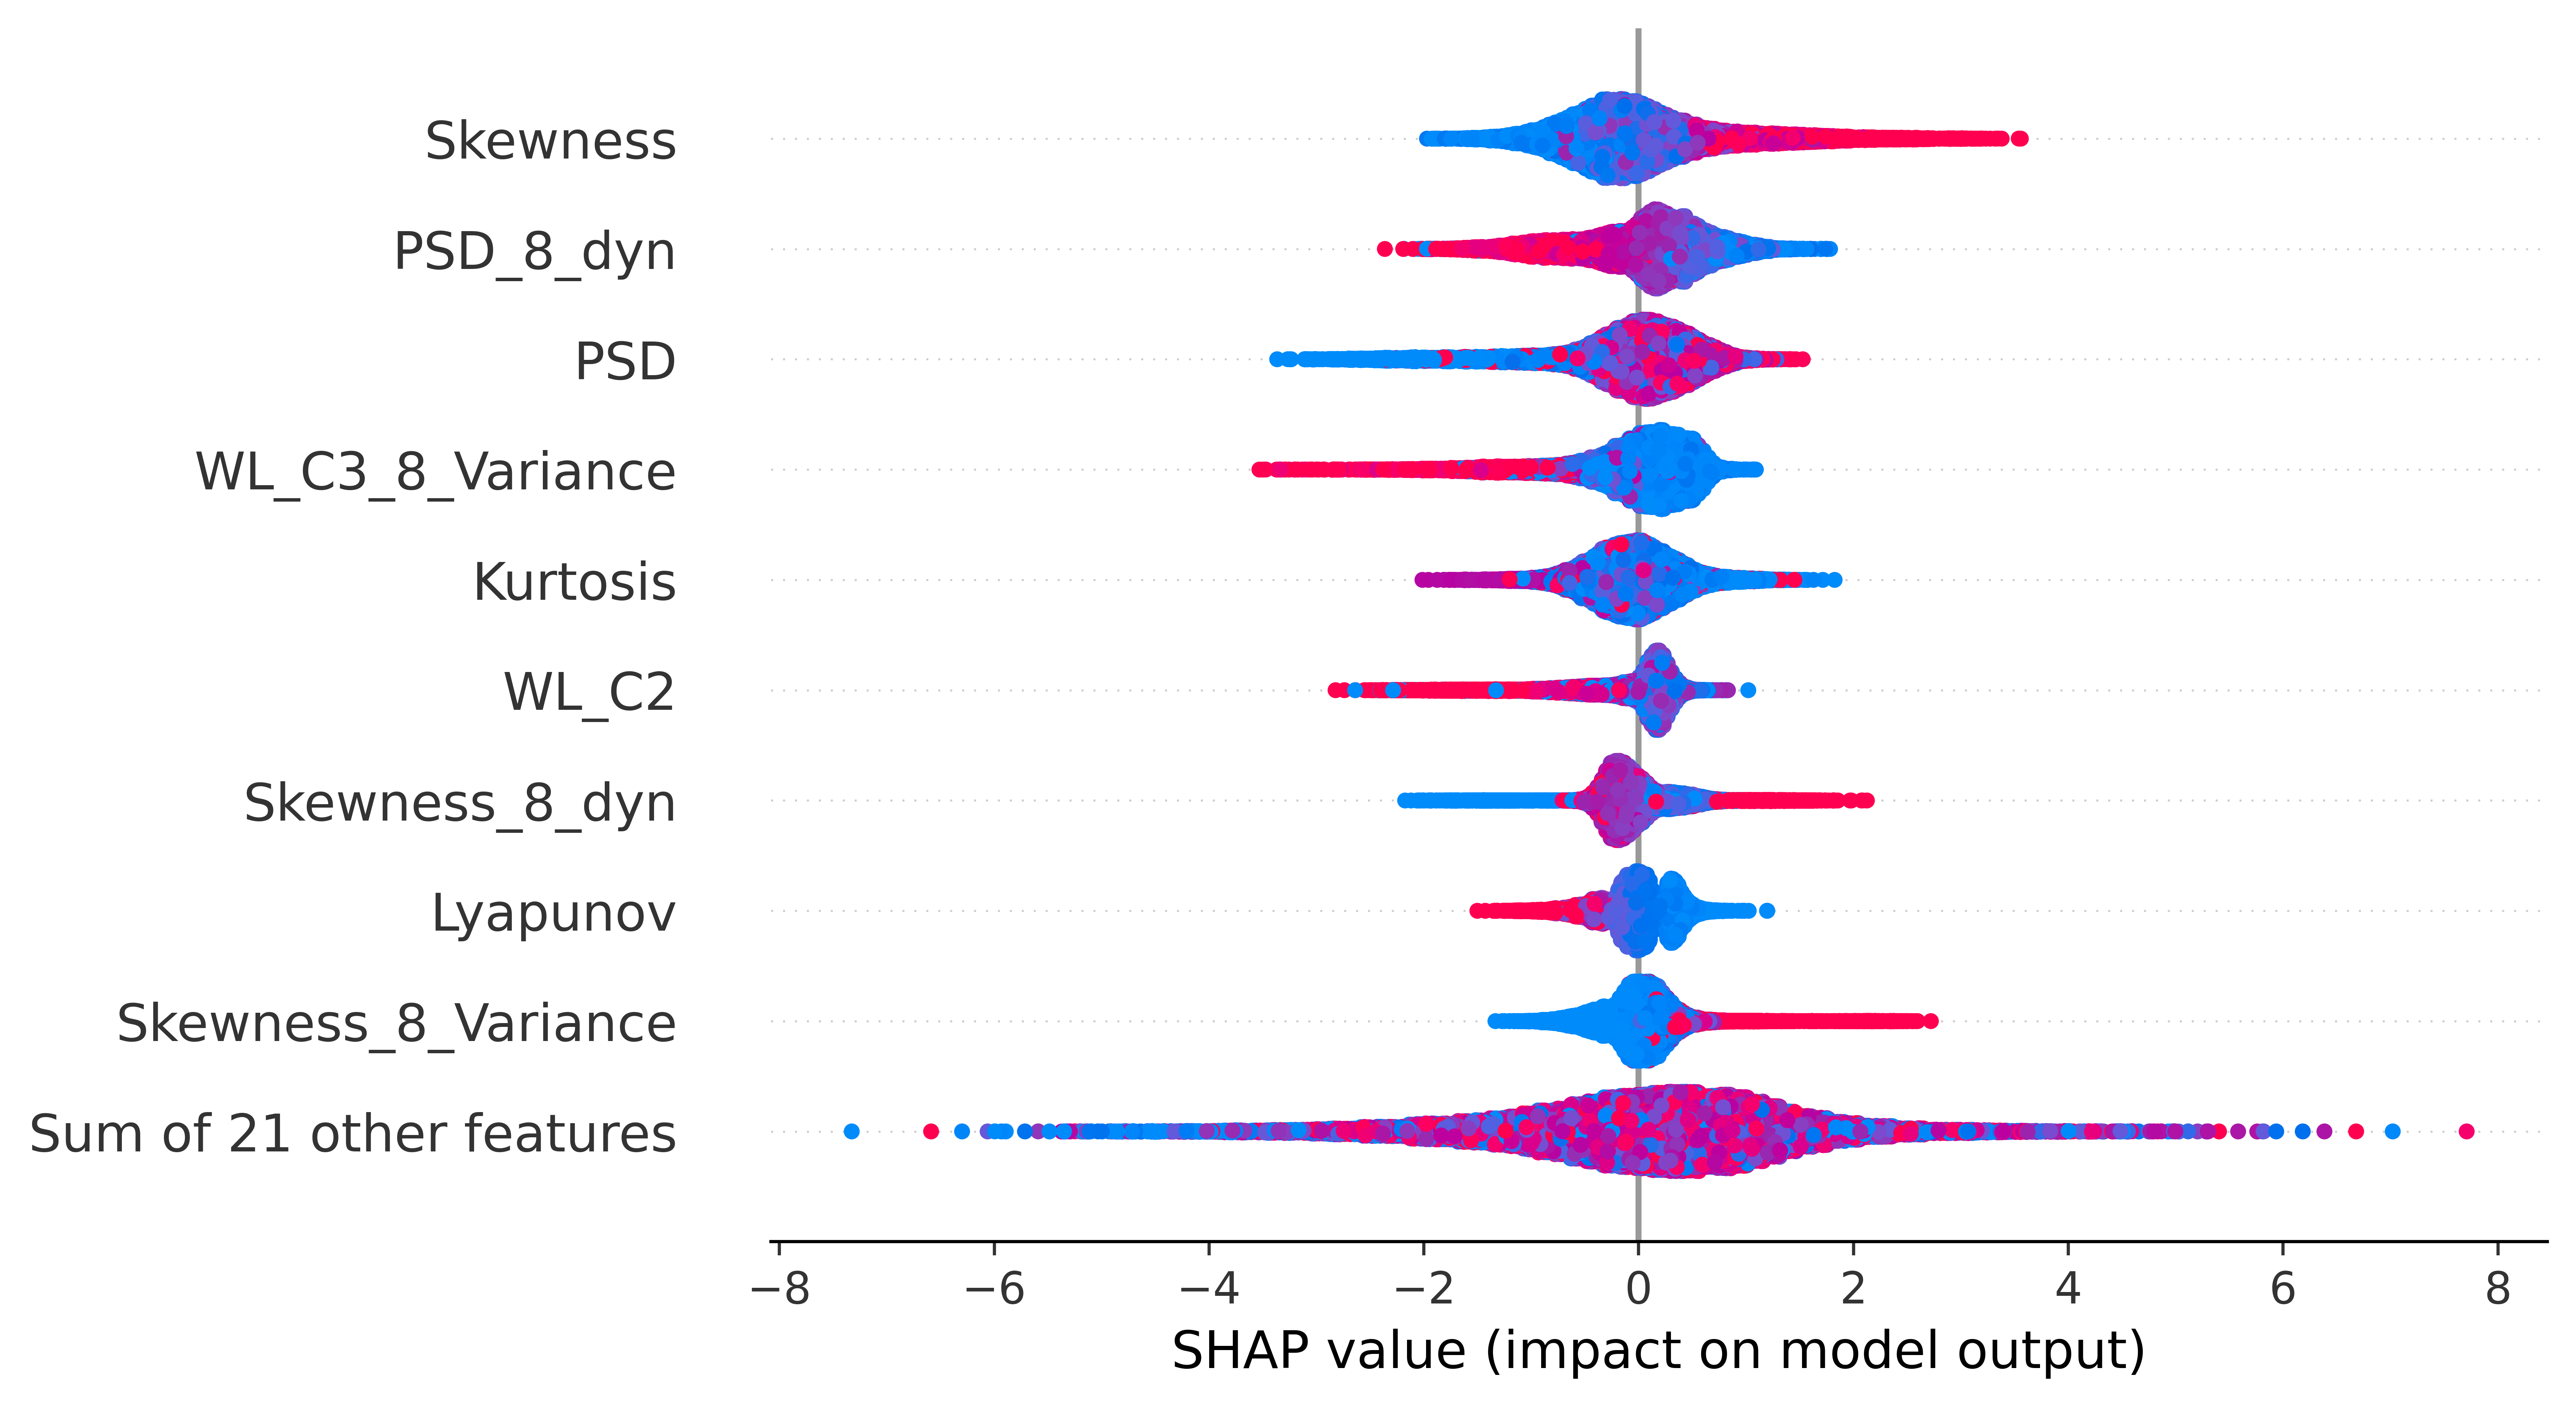 Skewness
PSD_8_dyn
PSD
WL_C3_8_Variance
Kurtosis
WL_C2
Skewness_8_dyn
Lyapunov
Skewness_8_Variance
Sum of 21 other features
−8 −6 −4 −2 0 2 4 6 8
SHAP value (impact on model output)